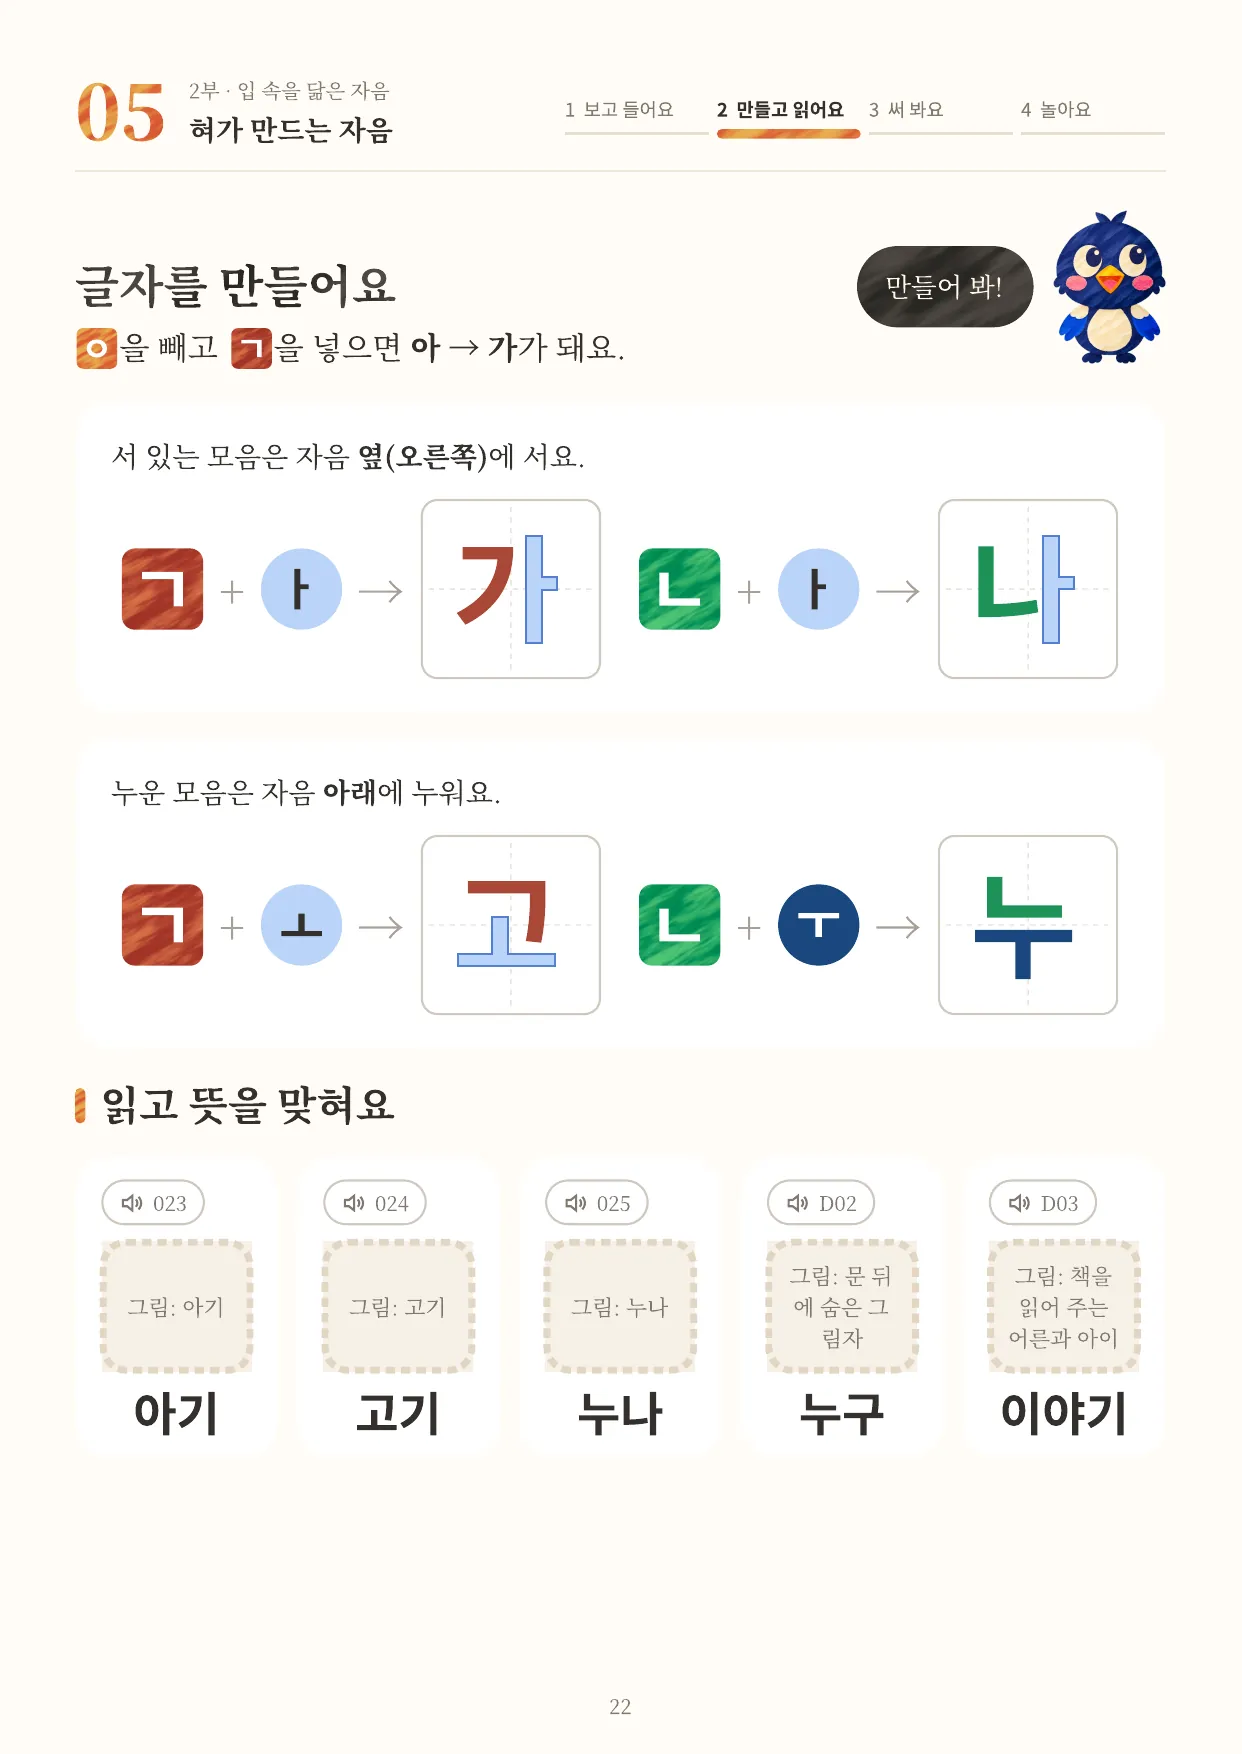 05
2부 · 입 속을 닮은 자음
혀가 만드는 자음
1 보고 들어요
2 만들고 읽어요
3 써 봐요
4 놀아요
글자를 만들어요
만들어 봐!
ㅇ을 빼고 ㄱ을 넣으면 아 → 가가 돼요.
서 있는 모음은 자음 옆(오른쪽)에 서요.
ㄱ + ㅏ → 가
ㄴ + ㅏ → 나
누운 모음은 자음 아래에 누워요.
ㄱ + ㅗ → 고
ㄴ + ㅜ → 누
읽고 뜻을 맞혀요
023
그림: 아기
아기
024
그림: 고기
고기
025
그림: 누나
누나
D02
그림: 문 뒤
에 숨은 그
림자
누구
D03
그림: 책을
읽어 주는
어른과 아이
이야기
22